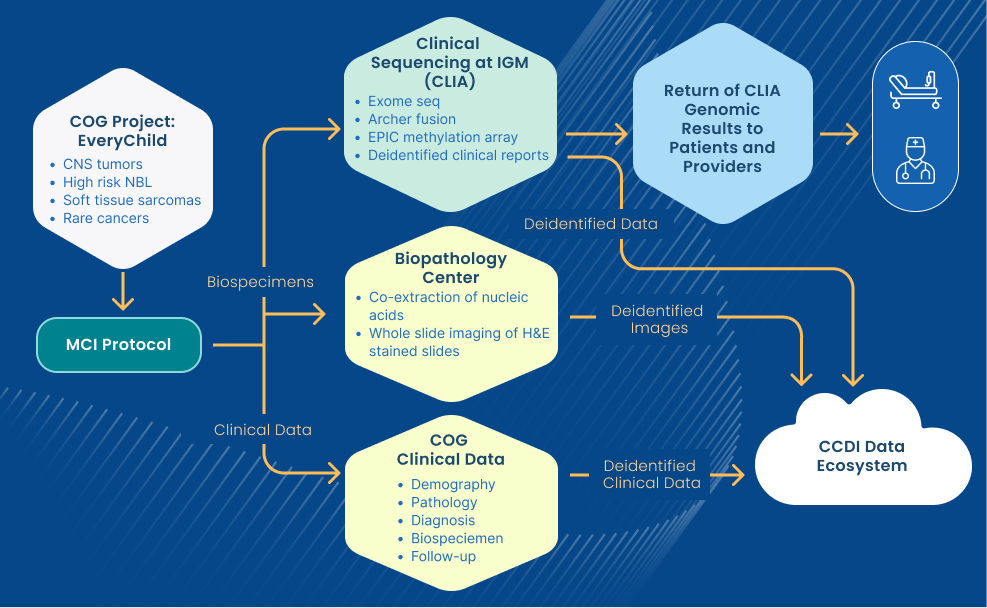 COG Project:
EveryChild
• CNS tumors
• High risk NBL
• Soft tissue sarcomas
• Rare cancers
MCI Protocol
Biospecimens
Clinical Data
Clinical
Sequencing at IGM
(CLIA)
• Exome seq
• Archer fusion
• EPIC methylation array
• Deidentified clinical reports
Biopathology
Center
• Co-extraction of nucleic
acids
• Whole slide imaging of H&E
stained slides
COG
Clinical Data
• Demography
• Pathology
• Diagnosis
• Biospeciemen
• Follow-up
Return of CLIA
Genomic
Results to
Patients and
Providers
Deidentified Data
Deidentified
Images
Deidentified
Clinical Data
CCDI Data
Ecosystem